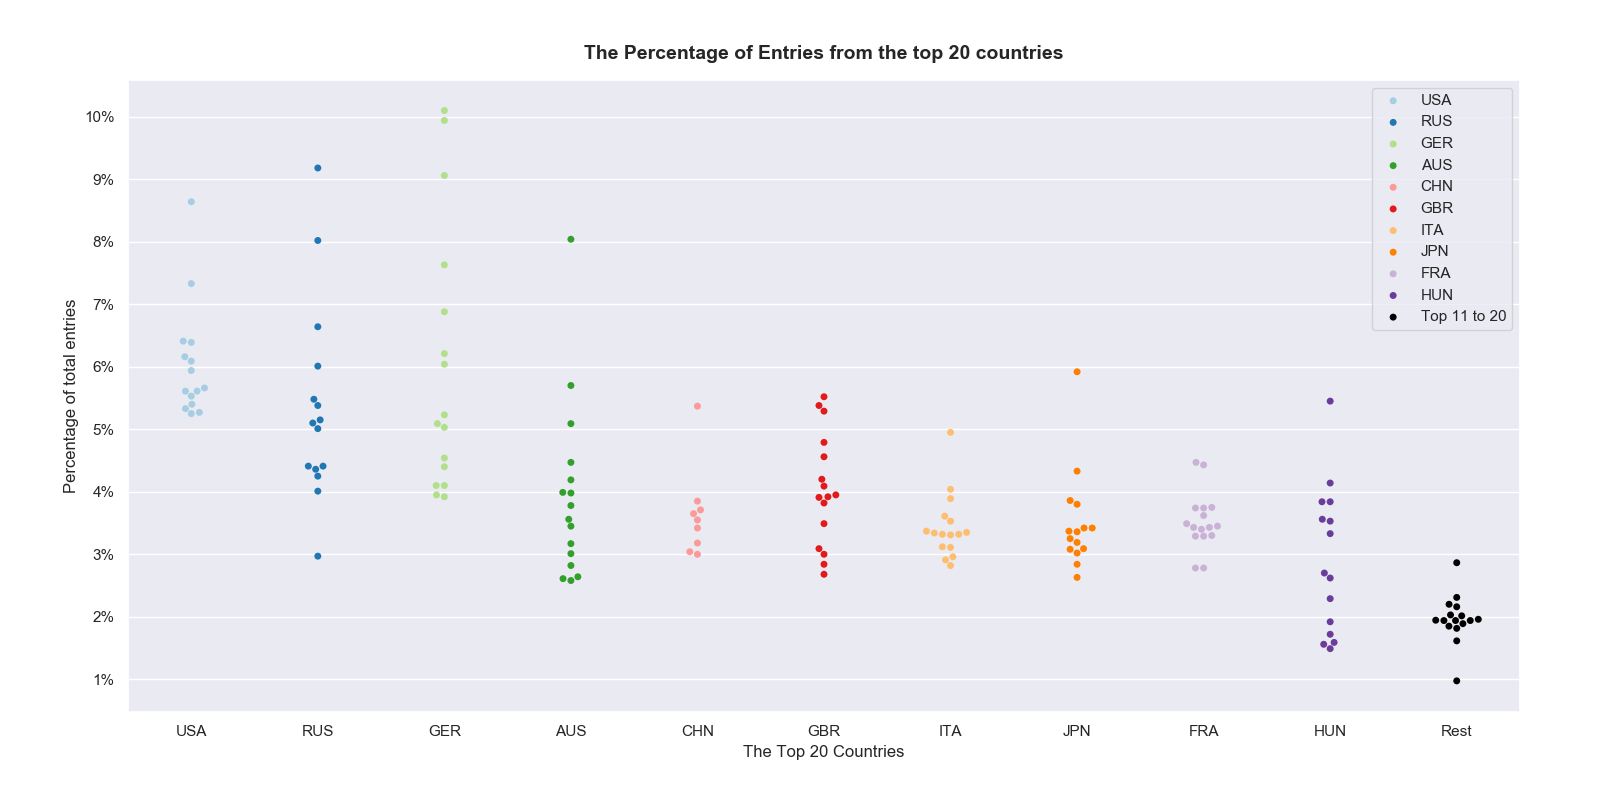 The Percentage of Entries from the top 20 countries
10%
9%
8%
7%
6%
5%
4%
3%
2%
1%
Percentage of total entries
USA
RUS
GER
AUS
CHN
GBR
ITA
JPN
FRA
HUN
Top 11 to 20
USA RUS GER AUS CHN GBR ITA JPN FRA HUN Rest
The Top 20 Countries